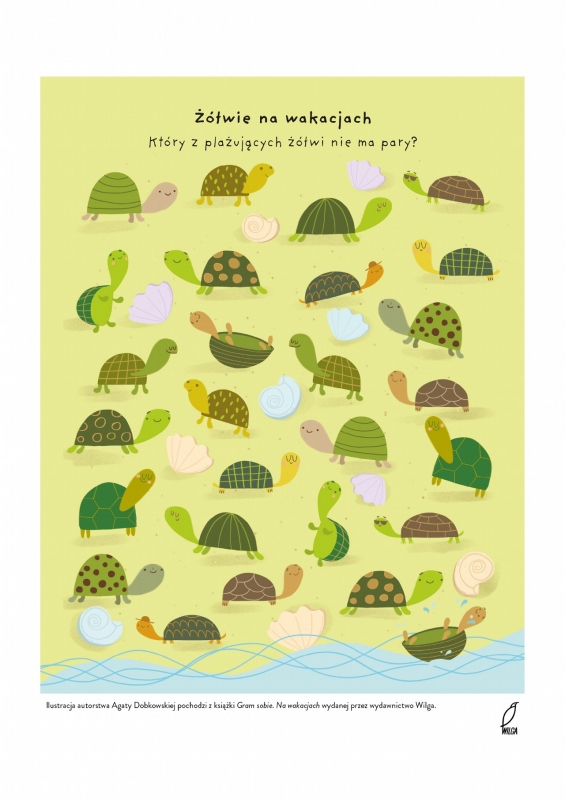 Żółwie na wakacjach
Który z plażujących żółwi nie ma pary?
Ilustracja autorstwa Agaty Dobkowskiej pochodzi z książki Gram sobie. Na wakacjach wydanej przez wydawnictwo Wilga.
WILGA